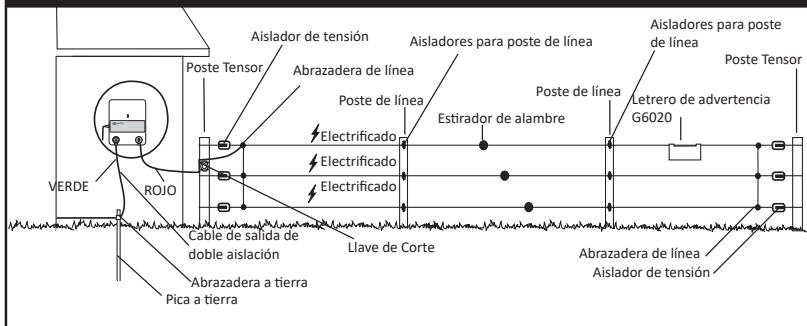 Aislador de tensión
Aisladores para poste de línea
Aisladores para poste
de línea
Poste Tensor
Abrazadera de línea
Poste Tensor
Poste de línea
Poste de línea
Letrero de advertencia
G6020
Estirador de alambre
Electrificado
Electrificado
Electrificado
VERDE
ROJO
Cable de salida de
doble aislación
Llave de Corte
Abrazadera de línea
Aislador de tensión
Abrazadera a tierra
Pica a tierra